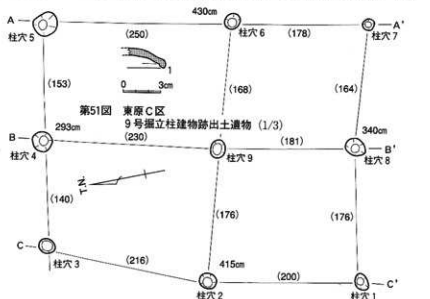 A
430cm
A'
柱穴5
(250)
柱穴6
(178)
柱穴7
1
0 3cm
(153)
(168)
(164)
第51図 東原C区
9号掘立柱建物跡出土遺物 (1/3)
293cm
340cm
B
(230)
(181)
B'
柱穴4
柱穴9
柱穴8
T.N.
(140)
(176)
(176)
C
柱穴3
(216)
415cm
(200)
C'
柱穴2
柱穴1